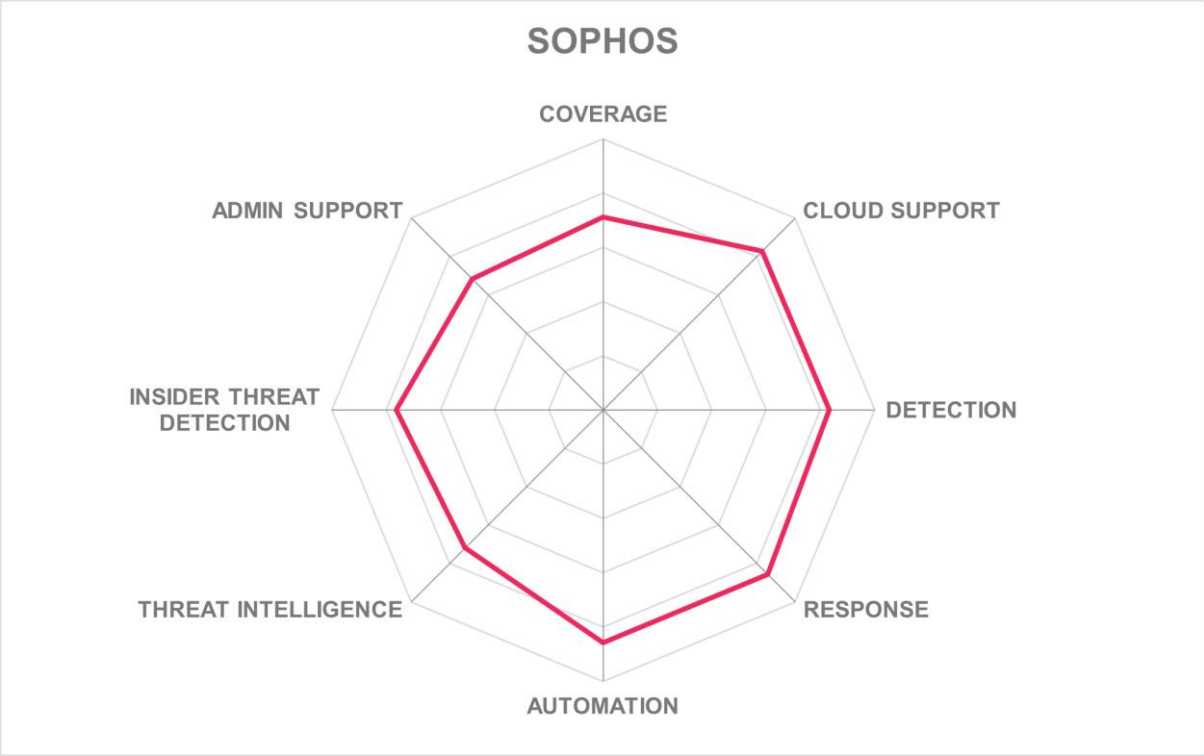 SOPHOS
COVERAGE
ADMIN SUPPORT
CLOUD SUPPORT
INSIDER THREAT
DETECTION
DETECTION
THREAT INTELLIGENCE
RESPONSE
AUTOMATION